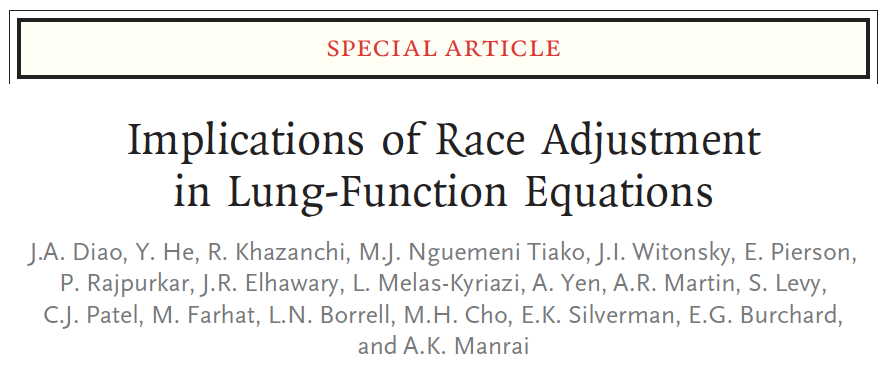 SPECIAL ARTICLE
Implications of Race Adjustment
in Lung-Function Equations
J.A. Diao, Y. He, R. Khazanchi, M.J. Nguemeni Tiako, J.I. Witonsky, E. Pierson,
P. Rajpurkar, J.R. Elhawary, L. Melas-Kyriazi, A. Yen, A.R. Martin, S. Levy,
C.J. Patel, M. Farhat, L.N. Borrell, M.H. Cho, E.K. Silverman, E.G. Burchard,
and A.K. Manrai